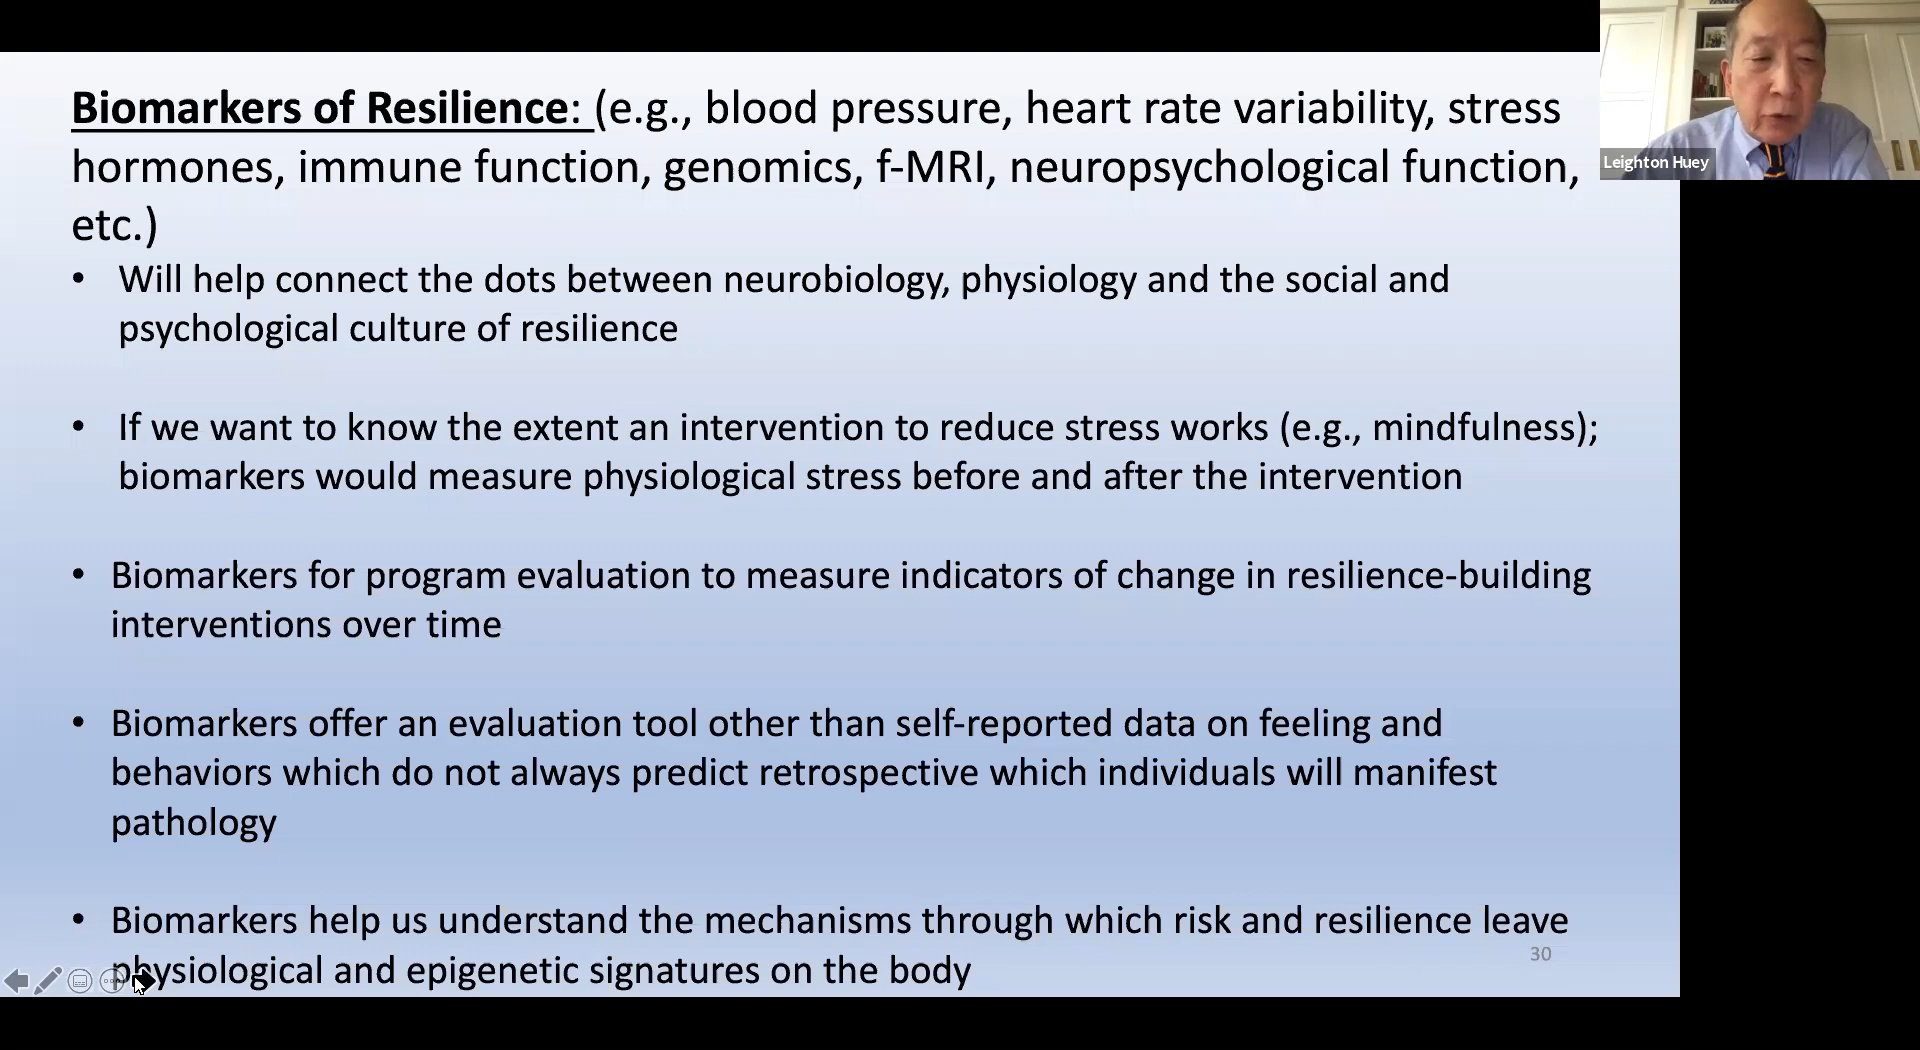 Biomarkers of Resilience: (e.g., blood pressure, heart rate variability, stress
hormones, immune function, genomics, f-MRI, neuropsychological function,
etc.)
• Will help connect the dots between neurobiology, physiology and the social and
psychological culture of resilience
• If we want to know the extent an intervention to reduce stress works (e.g., mindfulness);
biomarkers would measure physiological stress before and after the intervention
• Biomarkers for program evaluation to measure indicators of change in resilience-building
interventions over time
• Biomarkers offer an evaluation tool other than self-reported data on feeling and
behaviors which do not always predict retrospective which individuals will manifest
pathology
• Biomarkers help us understand the mechanisms through which risk and resilience leave
physiological and epigenetic signatures on the body
30
Leighton Huey